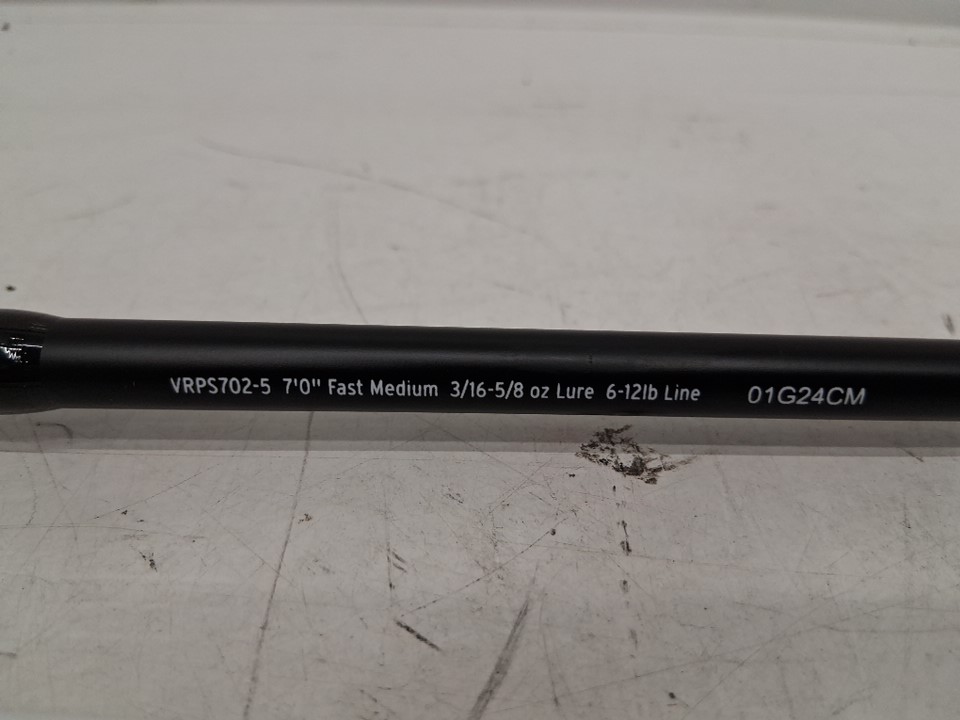 VRPS702-5 7'0" Fast Medium 3/16-5/8 oz Lure 6-12lb Line 01G24CM